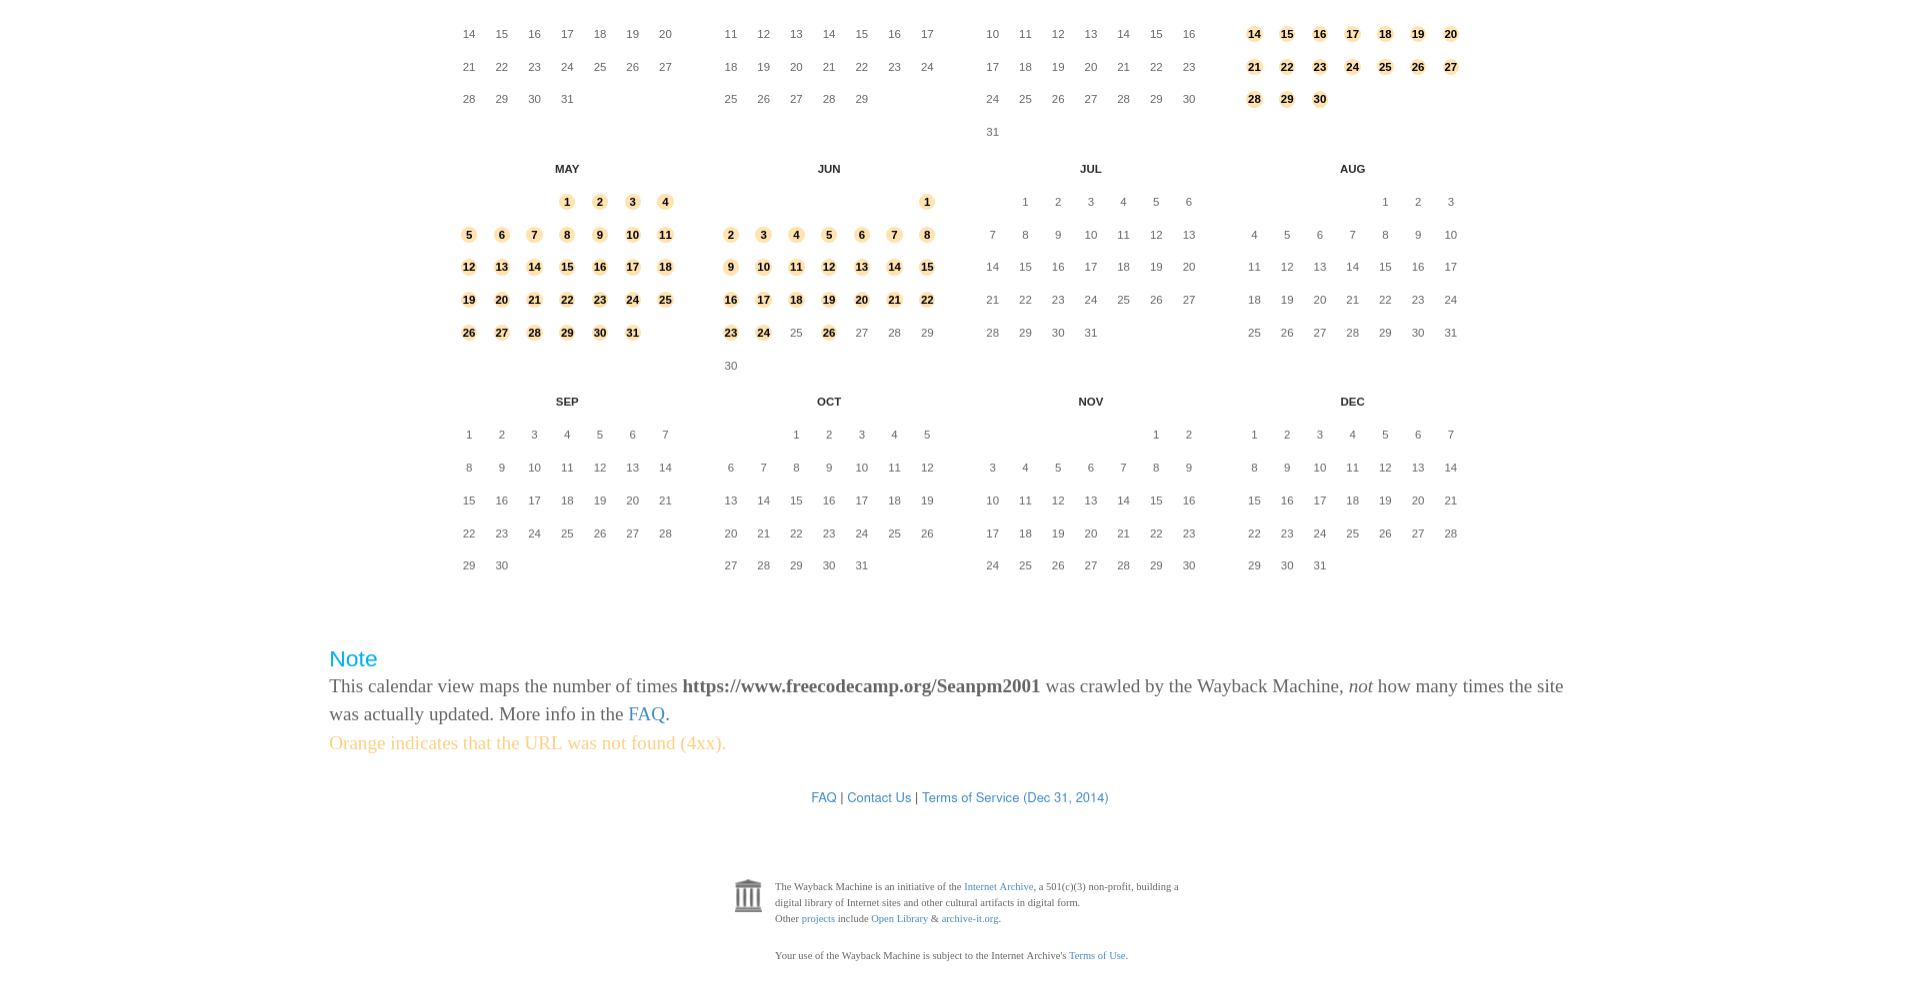 14 15 16 17 18 19 20 11 12 13 14 15 16 17 10 11 12 13 14 15 16 14 15 16 17 18 19 20
21 22 23 24 25 26 27 18 19 20 21 22 23 24 17 18 19 20 21 22 23 21 22 23 24 25 26 27
28 29 30 31 25 26 27 28 29 24 25 26 27 28 29 30 28 29 30
31
MAY JUN JUL AUG
1 2 3 4 1 1 2 3 4 5 6 1 2 3
5 6 7 8 9 10 11 2 3 4 5 6 7 8 7 8 9 10 11 12 13 4 5 6 7 8 9 10
12 13 14 15 16 17 18 9 10 11 12 13 14 15 14 15 16 17 18 19 20 11 12 13 14 15 16 17
19 20 21 22 23 24 25 16 17 18 19 20 21 22 21 22 23 24 25 26 27 18 19 20 21 22 23 24
26 27 28 29 30 31 23 24 25 26 27 28 29 28 29 30 31 25 26 27 28 29 30 31
30
SEP OCT NOV DEC
1 2 3 4 5 6 7 1 2 3 4 5 1 2 1 2 3 4 5 6 7
8 9 10 11 12 13 14 6 7 8 9 10 11 12 3 4 5 6 7 8 9 8 9 10 11 12 13 14
15 16 17 18 19 20 21 13 14 15 16 17 18 19 10 11 12 13 14 15 16 15 16 17 18 19 20 21
22 23 24 25 26 27 28 20 21 22 23 24 25 26 17 18 19 20 21 22 23 22 23 24 25 26 27 28
29 30 27 28 29 30 31 24 25 26 27 28 29 30 29 30 31
Note
This calendar view maps the number of times https://www.freecodecamp.org/Seanpm2001 was crawled by the Wayback Machine, not how many times the site
was actually updated. More info in the FAQ.
Orange indicates that the URL was not found (4xx).
FAQ | Contact Us | Terms of Service (Dec 31, 2014)
The Wayback Machine is an initiative of the Internet Archive, a 501(c)(3) non-profit, building a
digital library of Internet sites and other cultural artifacts in digital form.
Other projects include Open Library & archive-it.org.
Your use of the Wayback Machine is subject to the Internet Archive's Terms of Use.